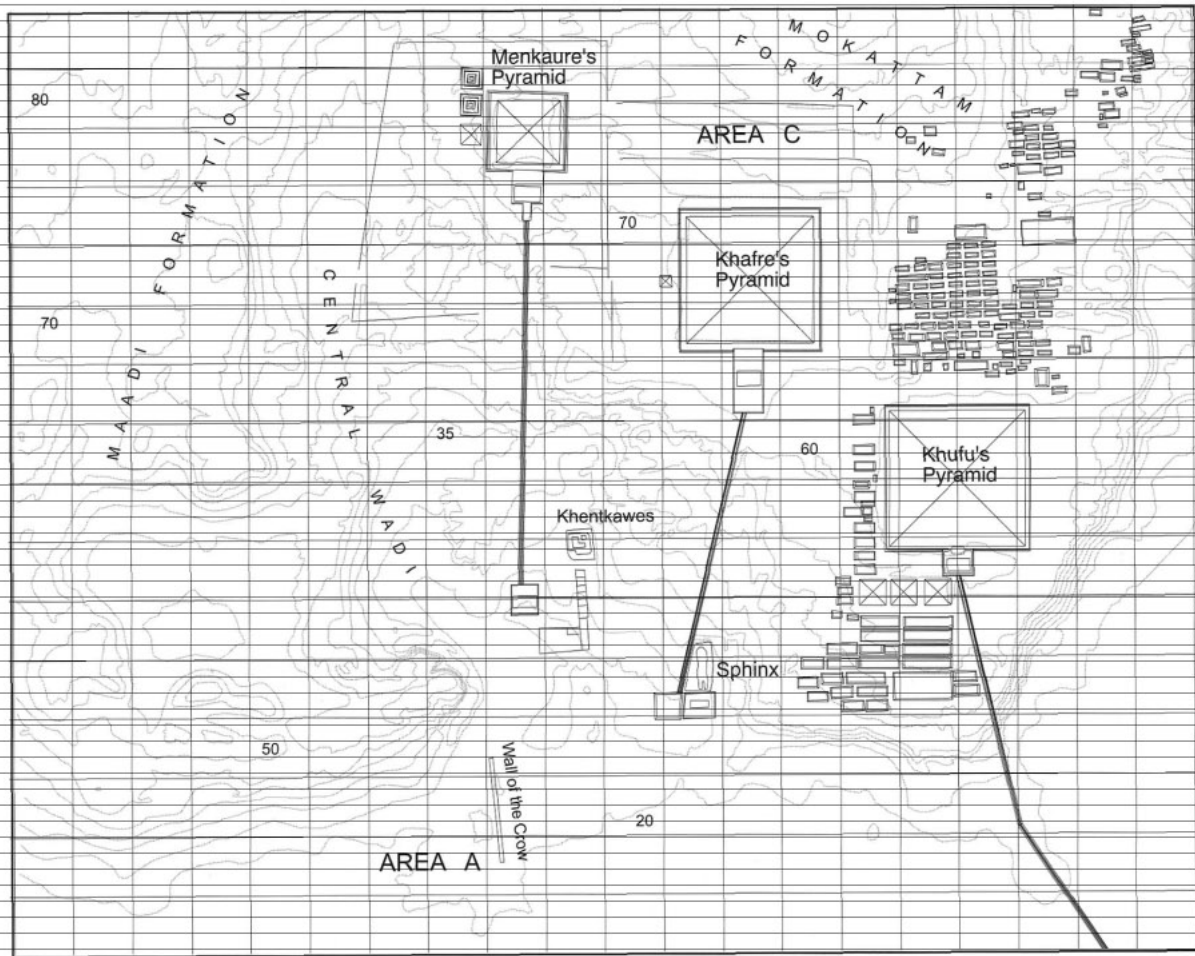 MOKATTAM
FORMATION
Menkaure's
Pyramid
80
AREA C
MAADI FORMATION
70
Khafre's
Pyramid
CENTRAL WADI
70
35
60
Khufu's
Pyramid
Khentkawes
Sphinx
50
Wall of the Crow
20
AREA A